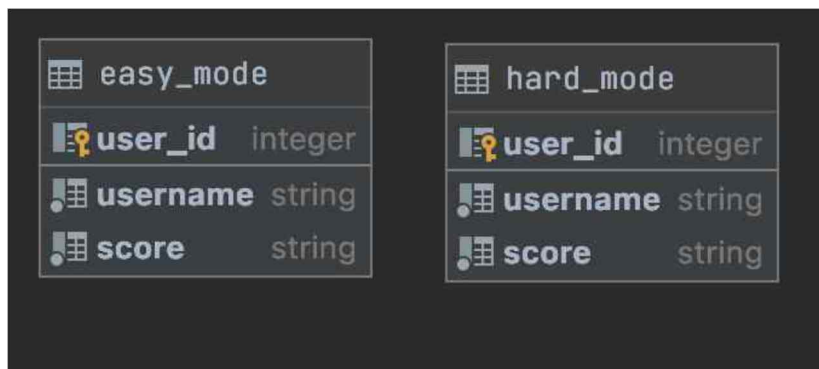 easy_mode
user_id integer
username string
score string
hard_mode
user_id integer
username string
score string